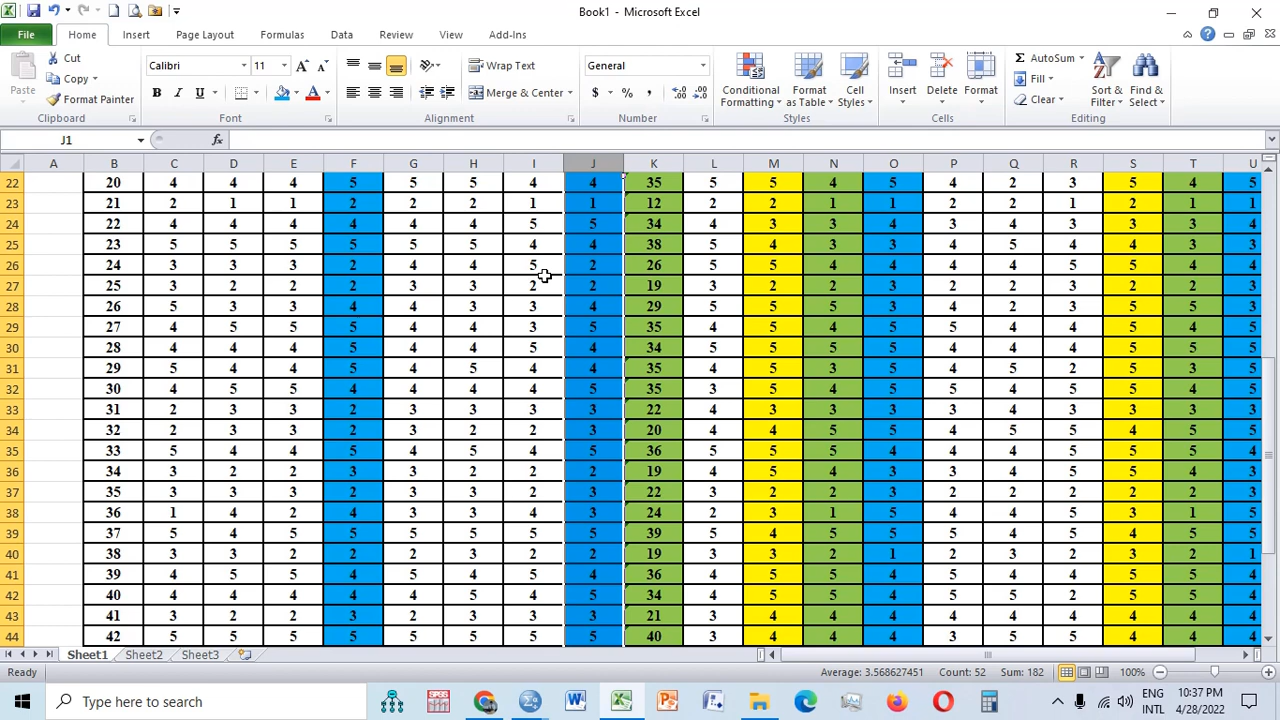 Book1 - Microsoft Excel
File Home Insert Page Layout Formulas Data Review View Add-Ins
Cut
Copy
Format Painter
Paste
Clipboard
Calibri 11
Font
Wrap Text
Merge & Center
Alignment
General
Number
Conditional Formatting
Format as Table
Cell Styles
Styles
Insert Delete Format
Cells
AutoSum
Fill
Clear
Sort & Filter
Find & Select
Editing
J1 fx
A B C D E F G H I J K L M N O P Q R S T U
22 20 4 4 4 5 5 5 4 4 35 5 5 4 5 4 2 3 5 4 5
23 21 2 1 1 2 2 2 1 1 12 2 2 1 1 2 2 1 2 1 1
24 22 4 4 4 4 4 4 5 5 34 4 3 3 4 3 4 3 3 3 4
25 23 5 5 5 5 5 5 4 4 38 5 4 3 3 4 5 4 4 3 3
26 24 3 3 3 2 4 4 5 2 26 5 5 4 4 4 4 5 5 4 4
27 25 3 2 2 2 3 3 2 2 19 3 2 2 3 2 2 3 2 2 3
28 26 5 3 3 4 4 3 3 4 29 5 5 5 3 4 2 3 5 5 3
29 27 4 5 5 5 4 4 3 5 35 4 5 4 5 5 4 4 5 4 5
30 28 4 4 4 5 4 4 5 4 34 5 5 5 5 4 4 4 5 5 5
31 29 5 4 4 5 4 5 4 4 35 4 5 3 5 4 5 2 5 3 5
32 30 4 5 5 4 4 4 4 5 35 3 5 4 5 5 4 5 5 4 5
33 31 2 3 3 2 3 3 3 3 22 4 3 3 3 3 4 3 3 3 3
34 32 2 3 3 2 3 2 2 3 20 4 4 5 5 4 5 5 4 5 5
35 33 5 4 4 5 4 5 4 5 36 4 5 5 4 4 4 5 5 5 4
36 34 3 2 2 3 3 2 2 2 19 4 5 4 3 3 4 5 5 4 3
37 35 3 3 3 2 3 3 2 3 22 3 2 2 3 2 2 2 2 2 3
38 36 1 4 2 4 3 3 4 3 24 2 3 1 5 4 4 5 3 1 5
39 37 5 4 5 5 5 5 5 5 39 5 4 5 5 5 4 4 4 5 5
40 38 3 3 2 2 2 3 2 2 19 3 3 2 1 2 3 2 3 2 1
41 39 4 5 5 4 5 4 5 4 36 4 5 5 4 5 4 4 5 5 4
42 40 4 4 4 4 4 5 4 5 34 4 5 5 4 5 5 2 5 5 4
43 41 3 2 2 3 2 3 3 3 21 3 4 4 4 4 4 4 4 4 4
44 42 5 5 5 5 5 5 5 5 40 3 4 4 4 3 5 5 4 4 4
Sheet1 Sheet2 Sheet3
Ready Average: 3.568627451 Count: 52 Sum: 182 100%
Type here to search
ENG 10:37 PM
INTL 4/28/2022